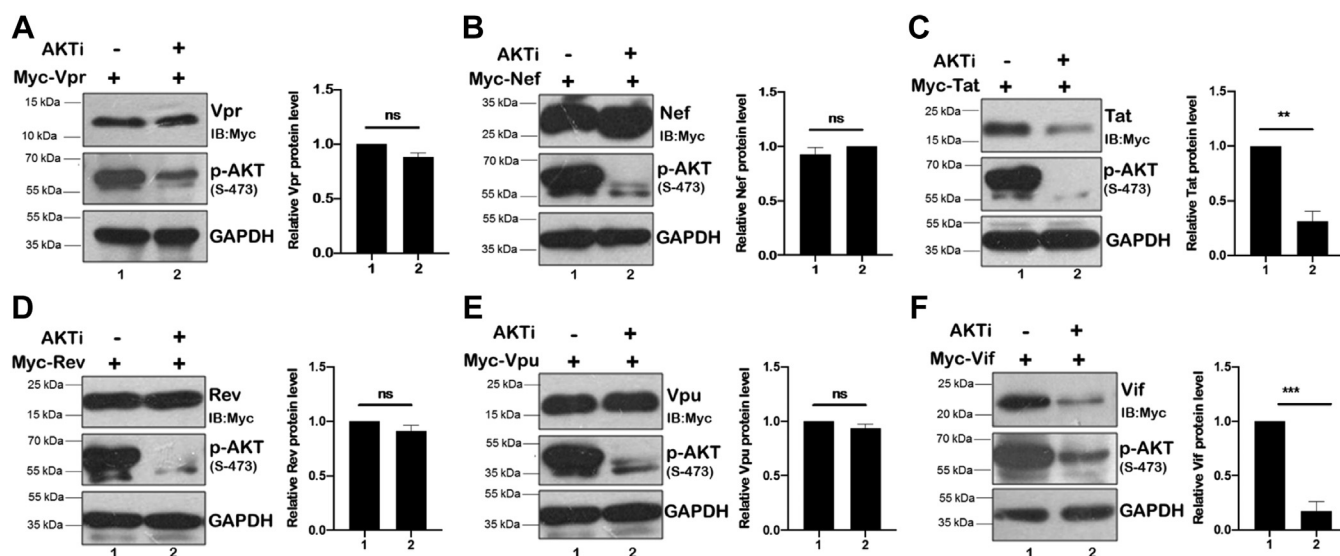 A
AKTi - +
Myc-Vpr + +
15 kDa
10 kDa
Vpr
IB:Myc
70 kDa
55 kDa
p-AKT
(S-473)
55 kDa
35 kDa
GAPDH
1 2
Relative Vpr protein level
1.5
1.0
0.5
0.0
ns
1 2
B
AKTi - +
Myc-Nef + +
35 kDa
25 kDa
Nef
IB:Myc
70 kDa
55 kDa
p-AKT
(S-473)
55 kDa
35 kDa
GAPDH
1 2
Relative Nef protein level
1.5
1.0
0.5
0.0
ns
1 2
C
AKTi - +
Myc-Tat + +
25 kDa
15 kDa
Tat
IB:Myc
70 kDa
55 kDa
p-AKT
(S-473)
55 kDa
35 kDa
GAPDH
1 2
Relative Tat protein level
1.5
1.0
0.5
0.0
**
1 2
D
AKTi - +
Myc-Rev + +
25 kDa
15 kDa
Rev
IB:Myc
70 kDa
55 kDa
p-AKT
(S-473)
55 kDa
35 kDa
GAPDH
1 2
Relative Rev protein level
1.5
1.0
0.5
0.0
ns
1 2
E
AKTi - +
Myc-Vpu + +
25 kDa
15 kDa
Vpu
IB:Myc
70 kDa
55 kDa
p-AKT
(S-473)
55 kDa
35 kDa
GAPDH
1 2
Relative Vpu protein level
1.5
1.0
0.5
0.0
ns
1 2
F
AKTi - +
Myc-Vif + +
25 kDa
20 kDa
Vif
IB:Myc
70 kDa
55 kDa
p-AKT
(S-473)
55 kDa
35 kDa
GAPDH
1 2
Relative Vif protein level
1.5
1.0
0.5
0.0
***
1 2